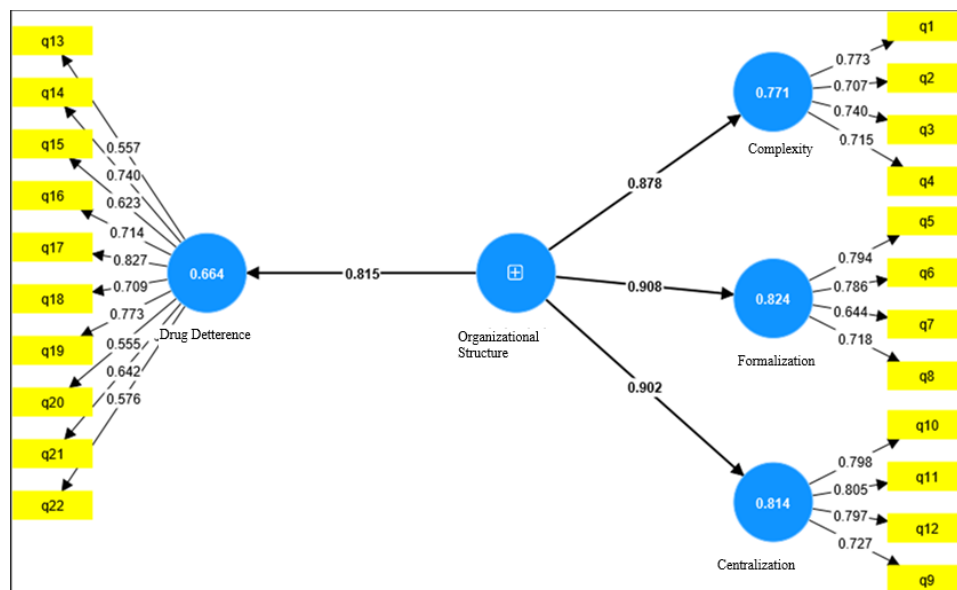 q13
q14
q15
q16
q17
q18
q19
q20
q21
q22
0.557
0.740
0.623
0.714
0.827
0.709
0.773
0.555
0.642
0.576
0.664
Drug Detterence
0.815
Organizational
Structure
0.878
0.908
0.902
0.771
Complexity
0.773
0.707
0.740
0.715
q1
q2
q3
q4
0.824
Formalization
0.794
0.786
0.644
0.718
q5
q6
q7
q8
0.814
Centralization
0.798
0.805
0.797
0.727
q10
q11
q12
q9